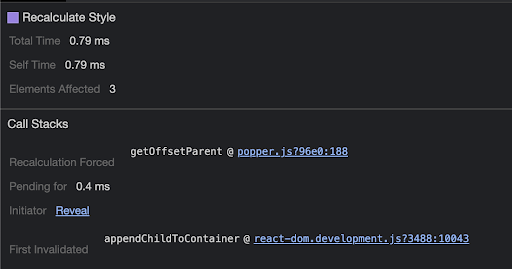 Recalculate Style
Total Time 0.79 ms
Self Time 0.79 ms
Elements Affected 3
Call Stacks
getOffsetParent @ popper.js?96e0:188
Recalculation Forced
Pending for 0.4 ms
Initiator Reveal
appendChildToContainer @ react-dom.development.js?3488:10043
First Invalidated